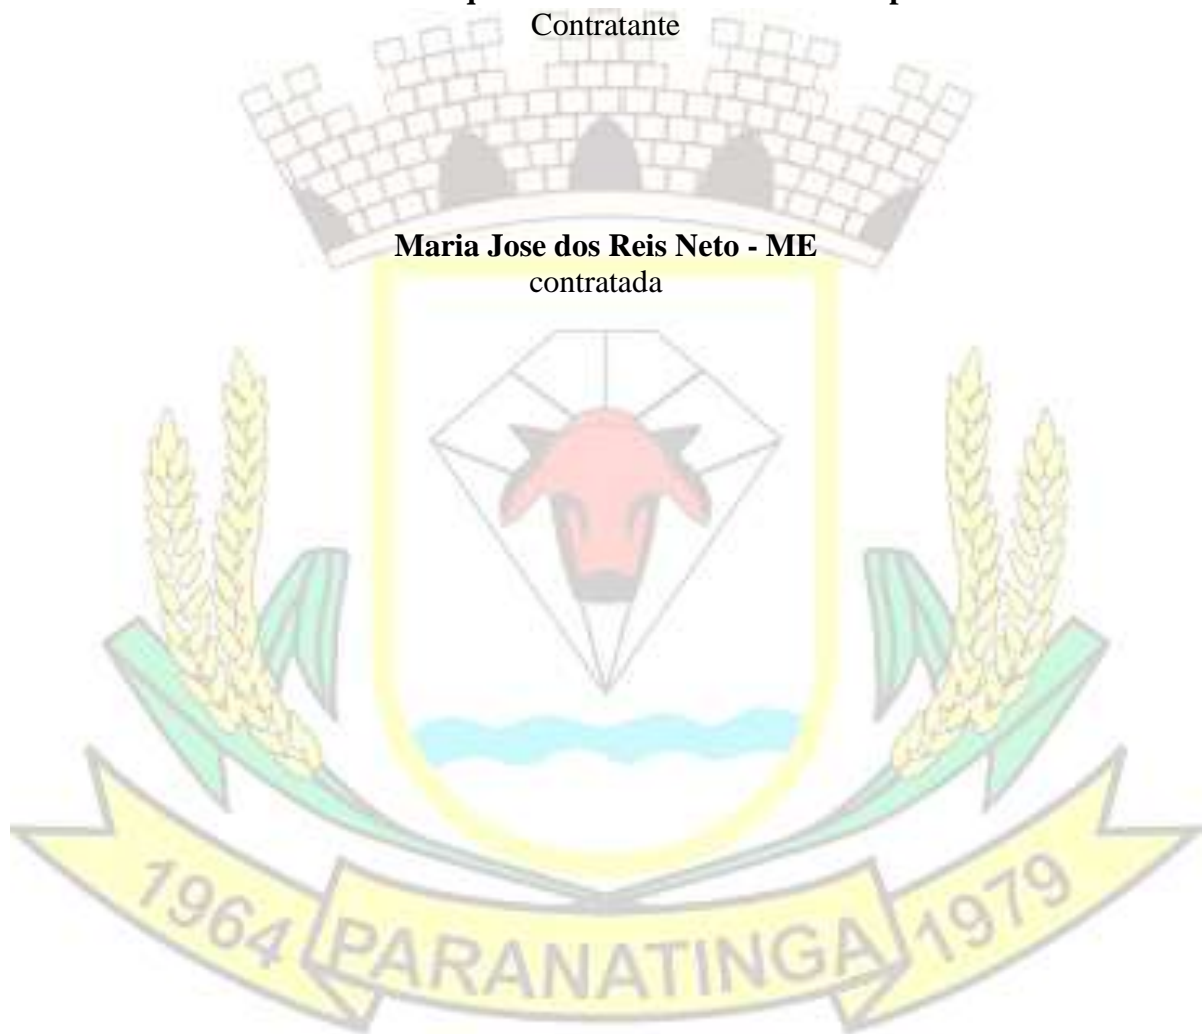 Contratante
Maria Jose dos Reis Neto - ME
contratada
1964 PARANATINGA 1979